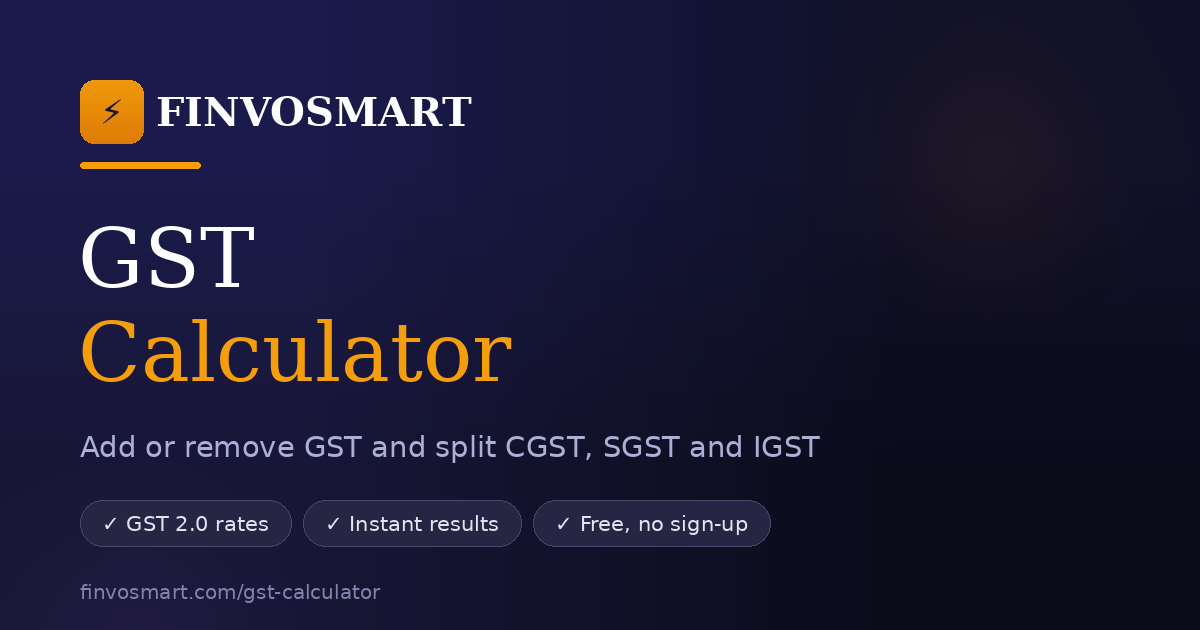 ⚡ FINVOSMART
GST
Calculator
Add or remove GST and split CGST, SGST and IGST
✓ GST 2.0 rates ✓ Instant results ✓ Free, no sign-up
finvosmart.com/gst-calculator